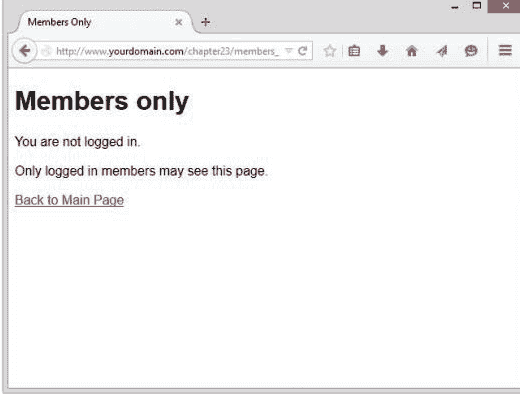 Members Only
http://www.yourdomain.com/chapter23/members_
Members only
You are not logged in.
Only logged in members may see this page.
Back to Main Page